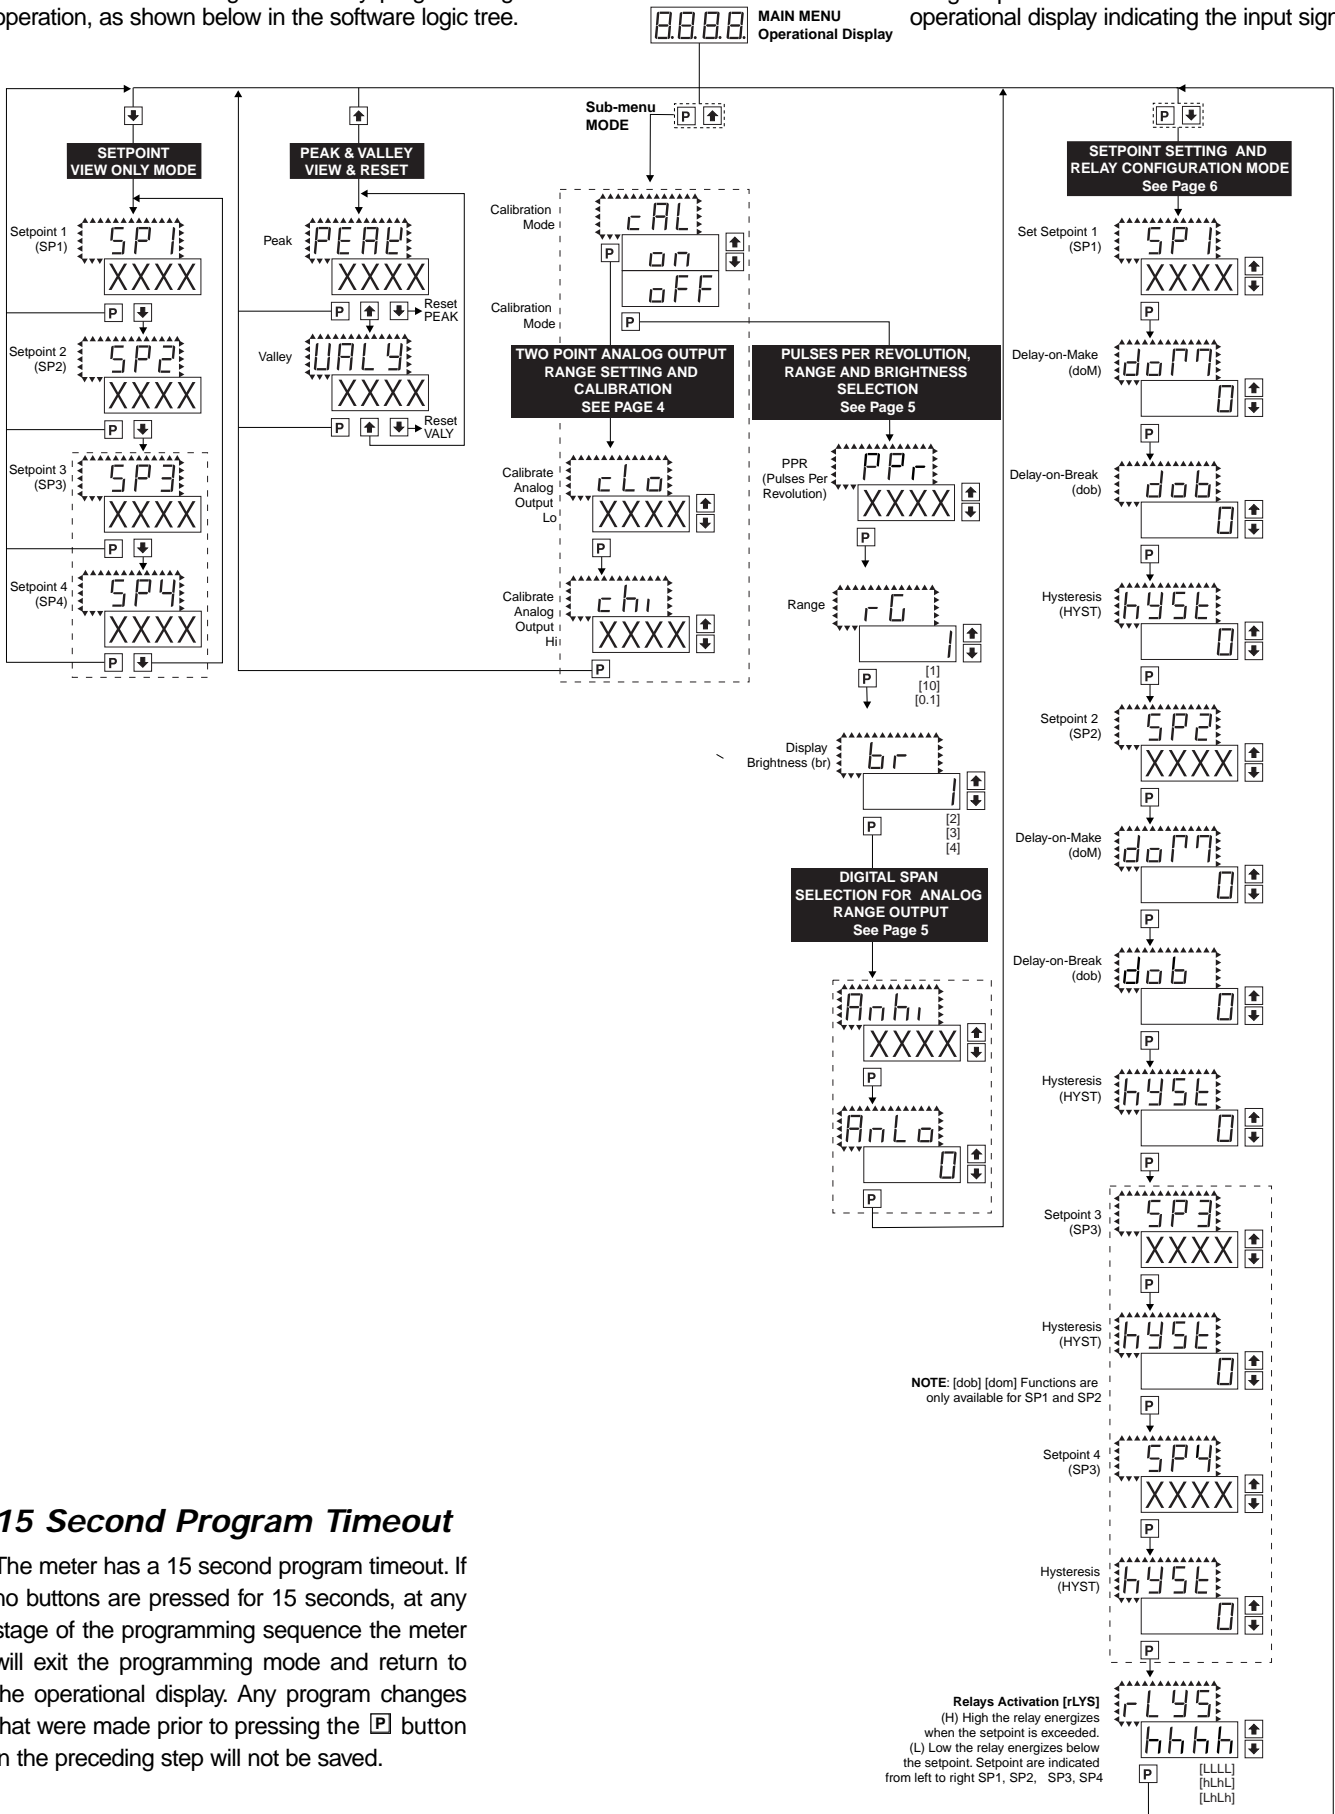 operation, as shown below in the software logic tree.
8.8.8.8.
MAIN MENU
Operational Display
operational display indicating the input sign
SETPOINT
VIEW ONLY MODE
Setpoint 1
(SP1)
SP1
XXXX
P
Setpoint 2
(SP2)
SP2
XXXX
P
Setpoint 3
(SP3)
SP3
XXXX
P
Setpoint 4
(SP4)
SP4
XXXX
P
PEAK & VALLEY
VIEW & RESET
Peak
PEAK
XXXX
P
Reset
PEAK
Valley
VALY
XXXX
P
Reset
VALY
Sub-menu
MODE
P
Calibration
Mode
cAL
P
on
oFF
Calibration
Mode
P
TWO POINT ANALOG OUTPUT
RANGE SETTING AND
CALIBRATION
SEE PAGE 4
Calibrate
Analog
Output
Lo
cLo
XXXX
P
Calibrate
Analog
Output
Hi
chi
XXXX
P
PULSES PER REVOLUTION,
RANGE AND BRIGHTNESS
SELECTION
See Page 5
PPR
(Pulses Per
Revolution)
PPr
XXXX
P
Range
rG
1
P
[1]
[10]
[0.1]
Display
Brightness (br)
br
1
P
[2]
[3]
[4]
DIGITAL SPAN
SELECTION FOR ANALOG
RANGE OUTPUT
See Page 5
Anhi
XXXX
P
AnLo
0
P
P
SETPOINT SETTING AND
RELAY CONFIGURATION MODE
See Page 6
Set Setpoint 1
(SP1)
SP1
XXXX
P
Delay-on-Make
(doM)
doM
0
P
Delay-on-Break
(dob)
dob
0
P
Hysteresis
(HYST)
hYSt
0
P
Setpoint 2
(SP2)
SP2
XXXX
P
Delay-on-Make
(doM)
doM
0
P
Delay-on-Break
(dob)
dob
0
P
Hysteresis
(HYST)
hYSt
0
P
Setpoint 3
(SP3)
SP3
XXXX
P
Hysteresis
(HYST)
hYSt
0
NOTE: [dob] [dom] Functions are
only available for SP1 and SP2
P
Setpoint 4
(SP3)
SP4
XXXX
P
Hysteresis
(HYST)
hYSt
0
P
Relays Activation [rLYS]
(H) High the relay energizes
when the setpoint is exceeded.
(L) Low the relay energizes below
the setpoint. Setpoint are indicated
from left to right SP1, SP2, SP3, SP4
rLYS
hhhh
P
[LLLL]
[hLhL]
[LhLh]
15 Second Program Timeout
The meter has a 15 second program timeout. If
no buttons are pressed for 15 seconds, at any
stage of the programming sequence the meter
will exit the programming mode and return to
the operational display. Any program changes
that were made prior to pressing the P button
in the preceding step will not be saved.